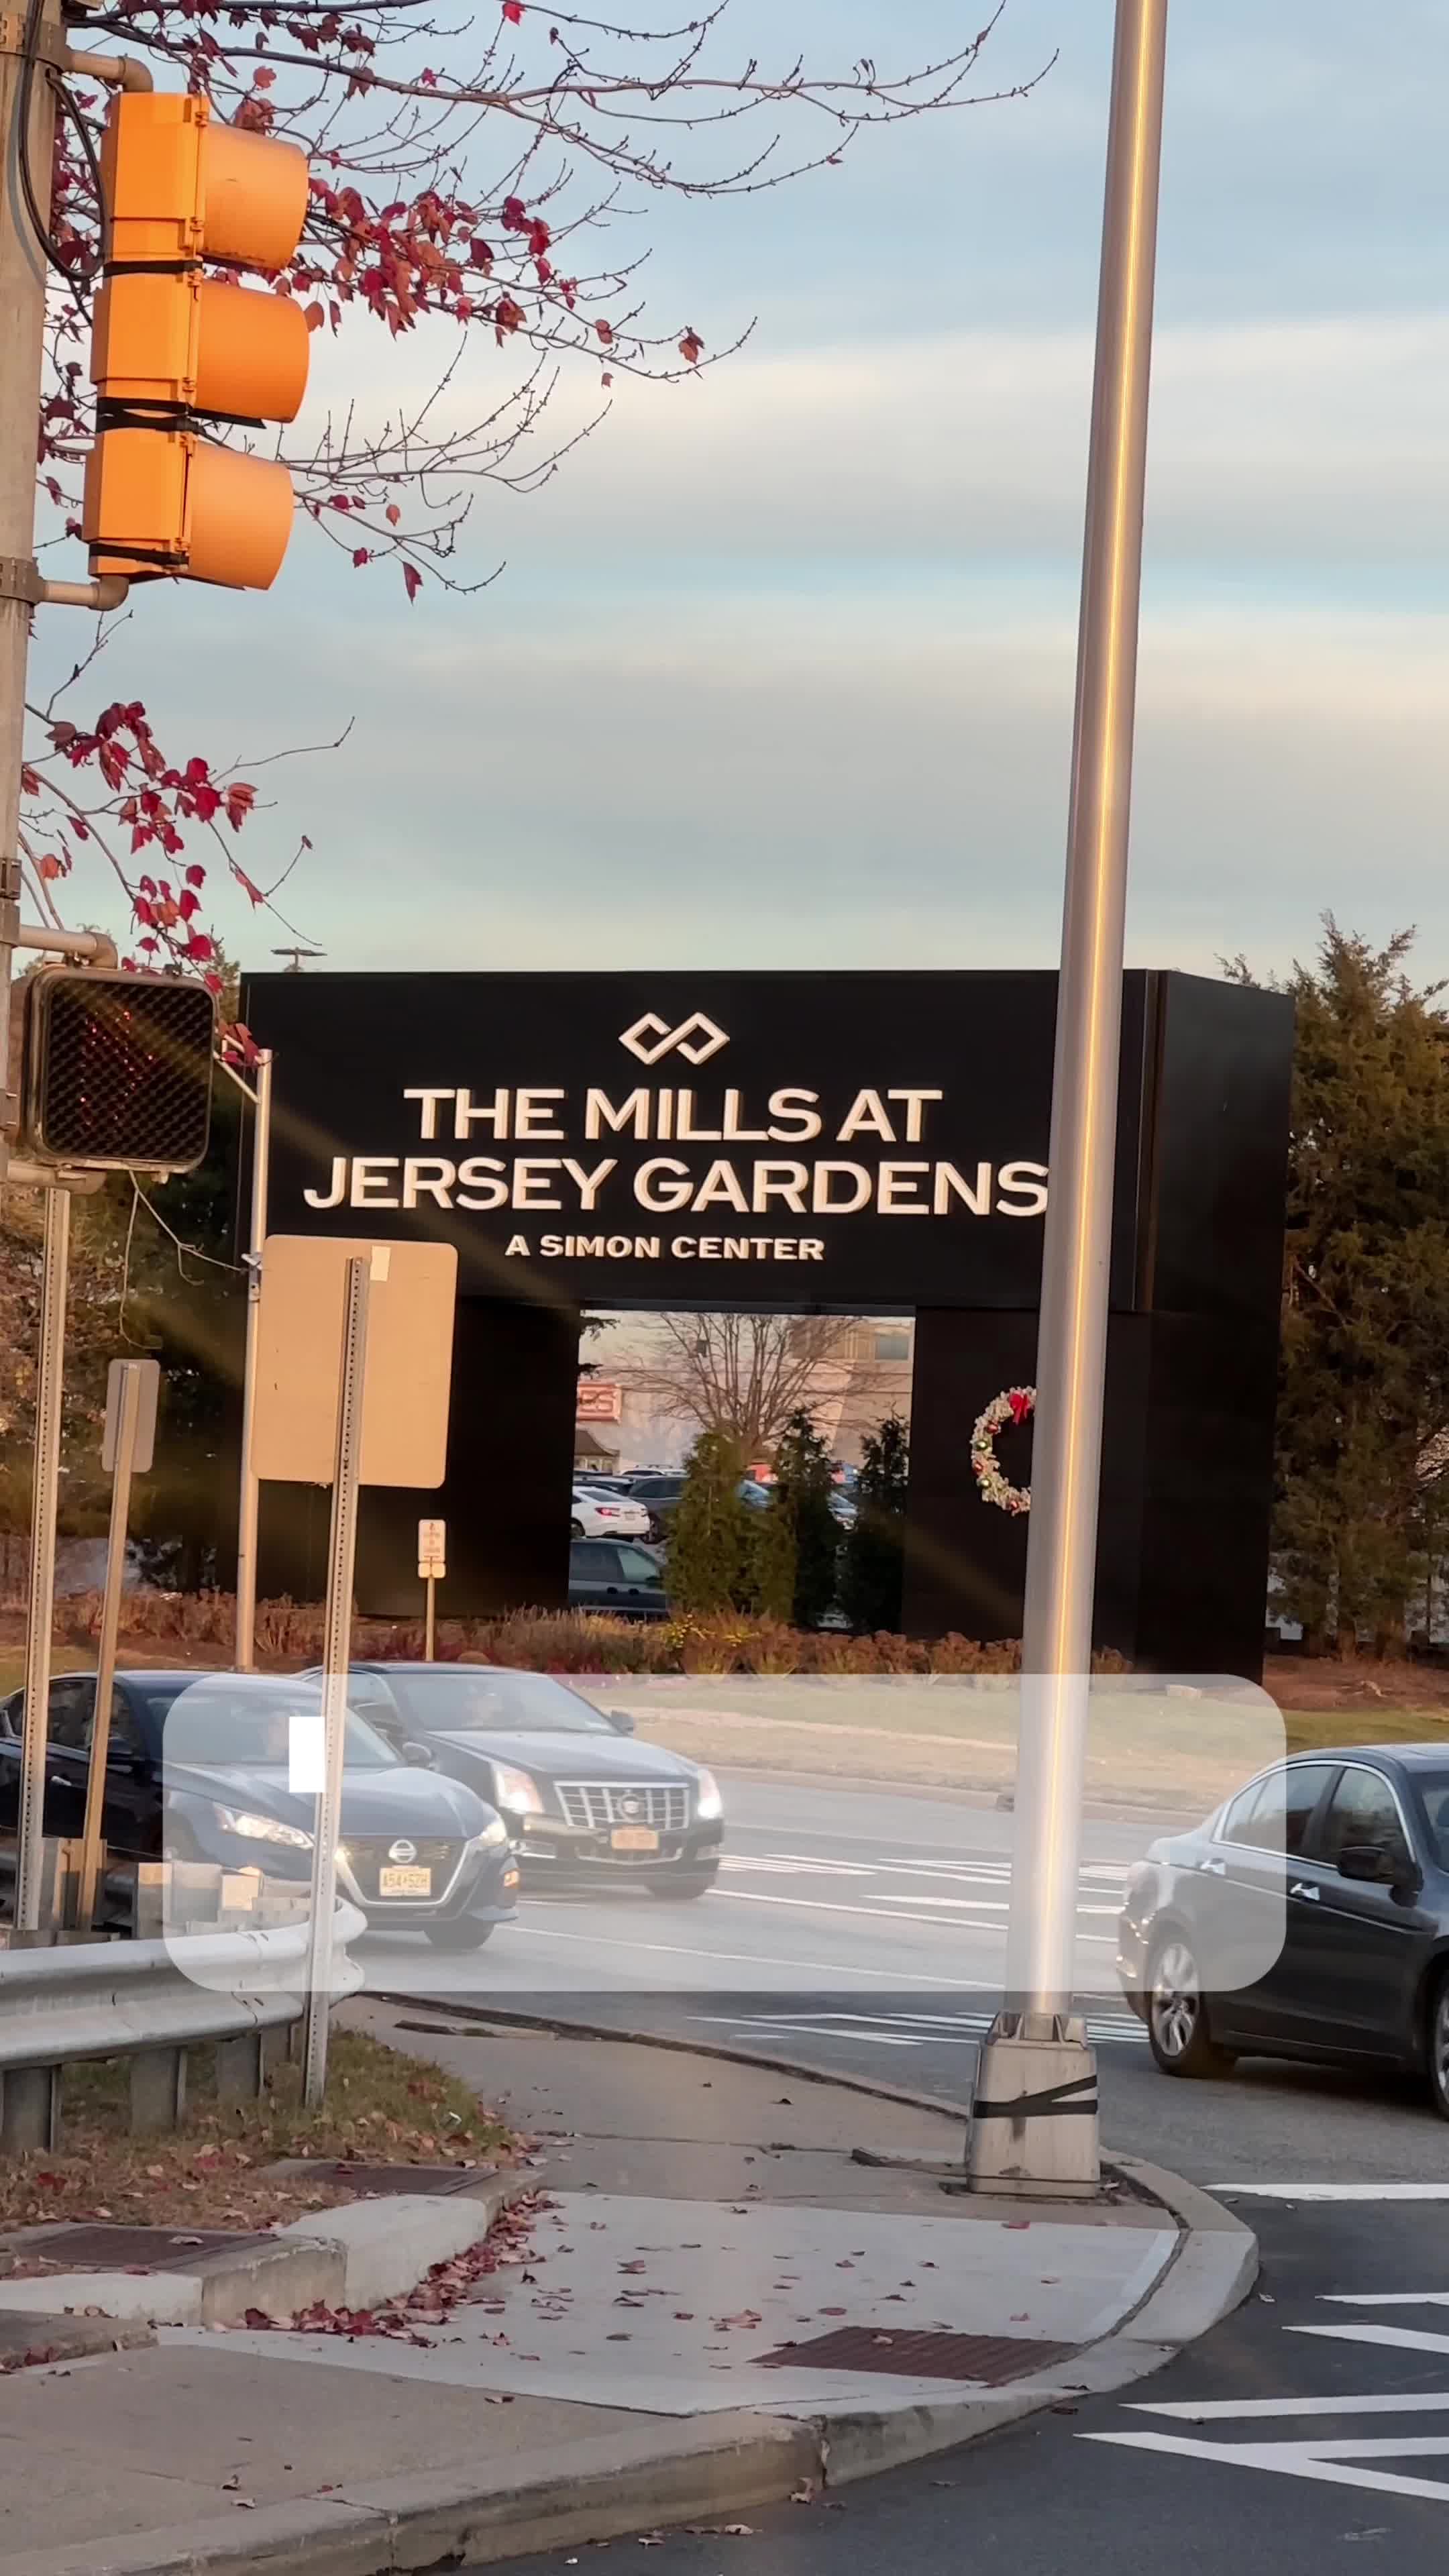 THE MILLS AT
JERSEY GARDENS
A SIMON CENTER